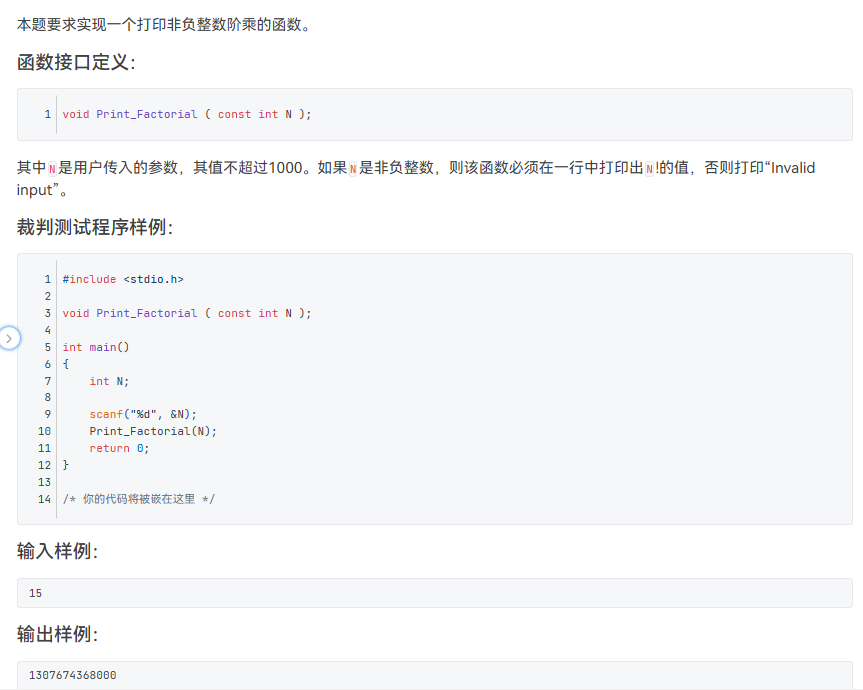 本题要求实现一个打印非负整数阶乘的函数。
函数接口定义：
1 void Print_Factorial ( const int N );
其中N是用户传入的参数，其值不超过1000。如果N是非负整数，则该函数必须在一行中打印出N!的值，否则打印“Invalid
input”。
裁判测试程序样例：
1 #include <stdio.h>
2
3 void Print_Factorial ( const int N );
4
5 int main()
6 {
7     int N;
8
9     scanf("%d", &N);
10     Print_Factorial(N);
11     return 0;
12 }
13
14 /* 你的代码将被嵌在这里 */
输入样例：
15
输出样例：
1307674368000